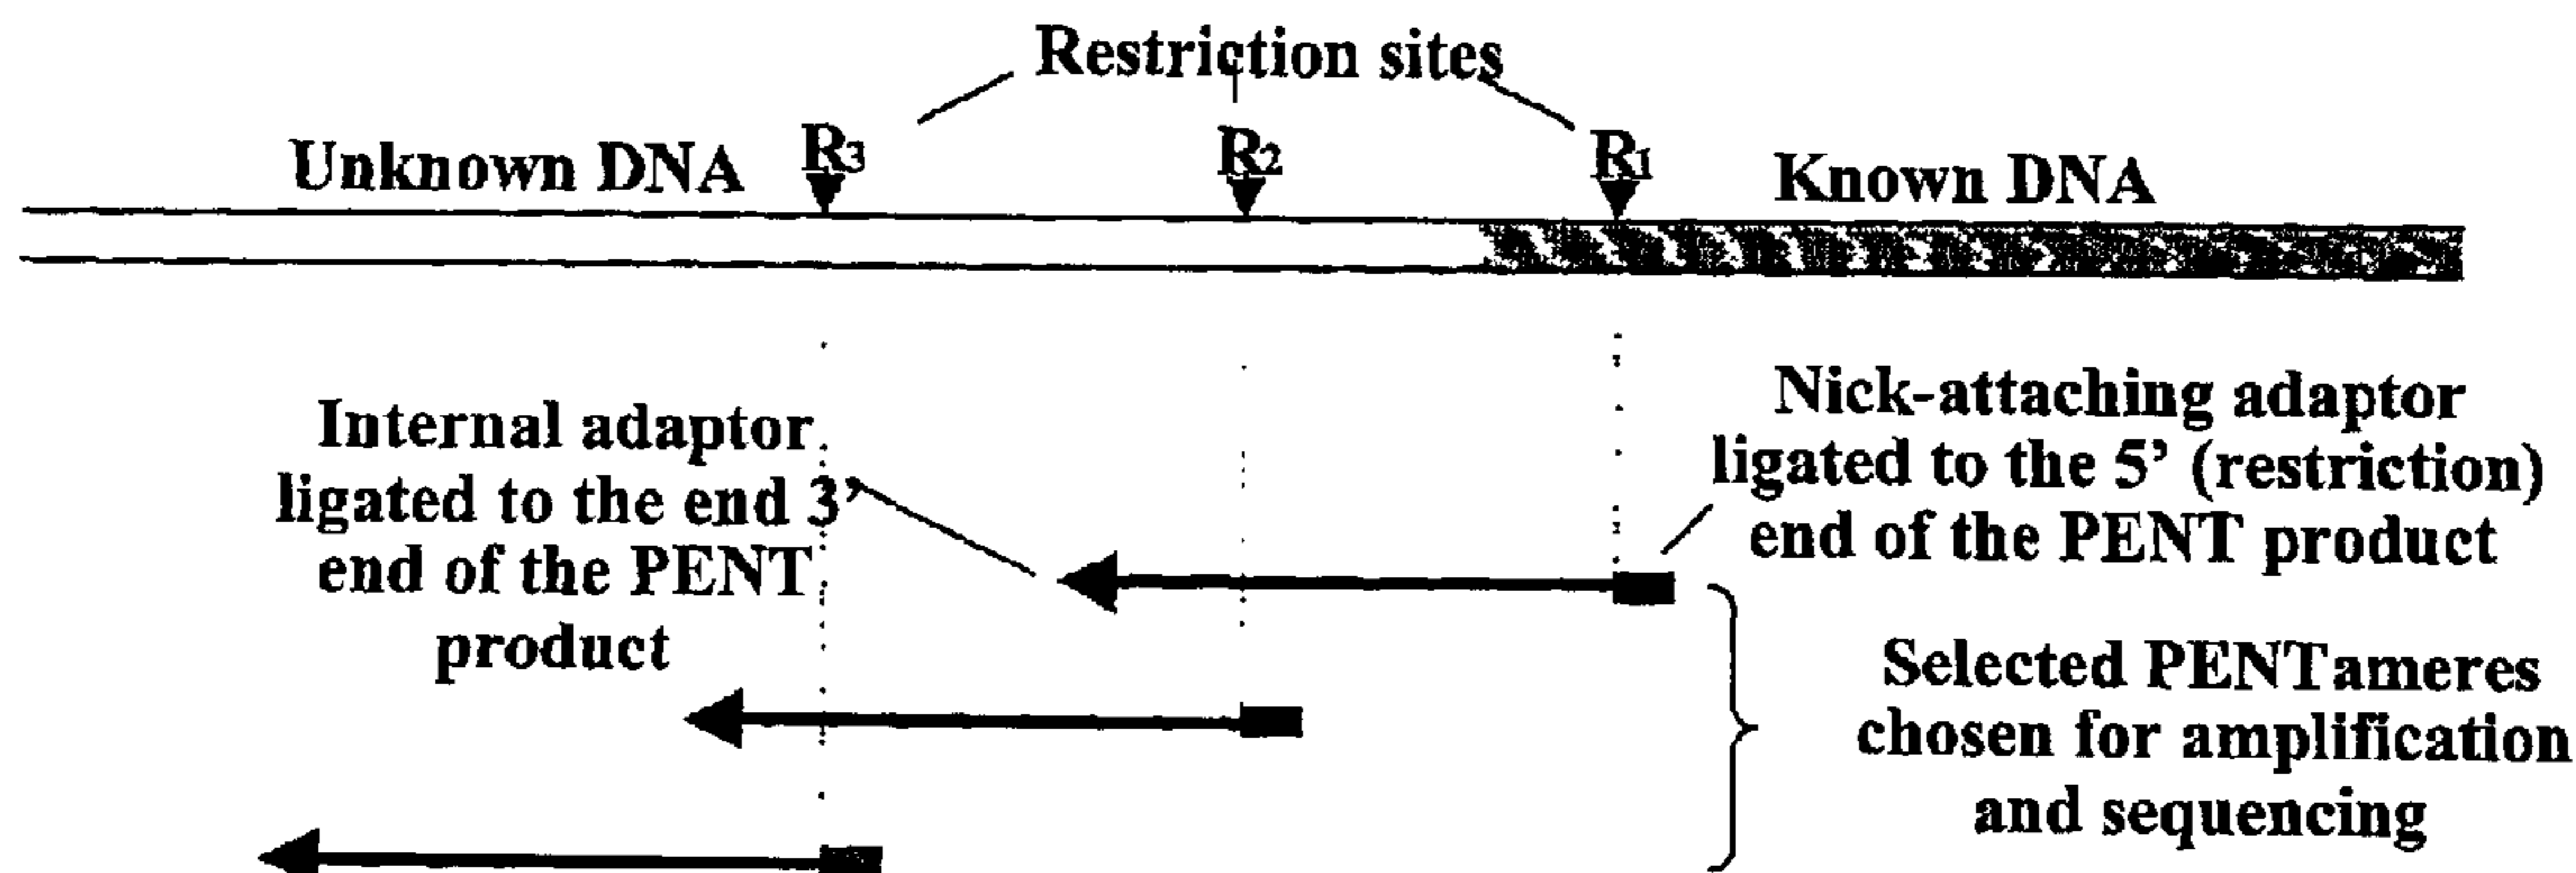 Restriction sites
Unknown DNA
R3
R2
R1
Known DNA
Internal adaptor
ligated to the end 3’
end of the PENT
product
Nick-attaching adaptor
ligated to the 5’ (restriction)
end of the PENT product
Selected PENTameres
chosen for amplification
and sequencing